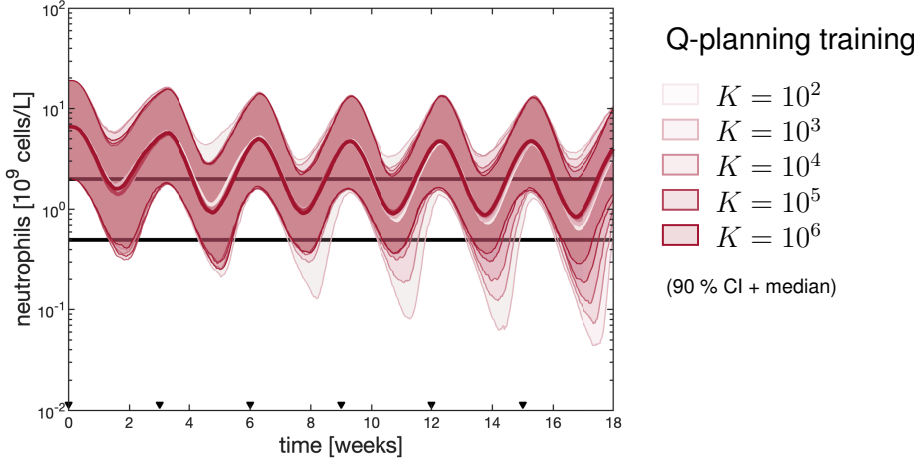 Q-planning training
10^2
10^1
10^0
10^-1
10^-2
neutrophils [10^9 cells/L]
0 2 4 6 8 10 12 14 16 18
time [weeks]
K = 10^2
K = 10^3
K = 10^4
K = 10^5
K = 10^6
(90 % CI + median)